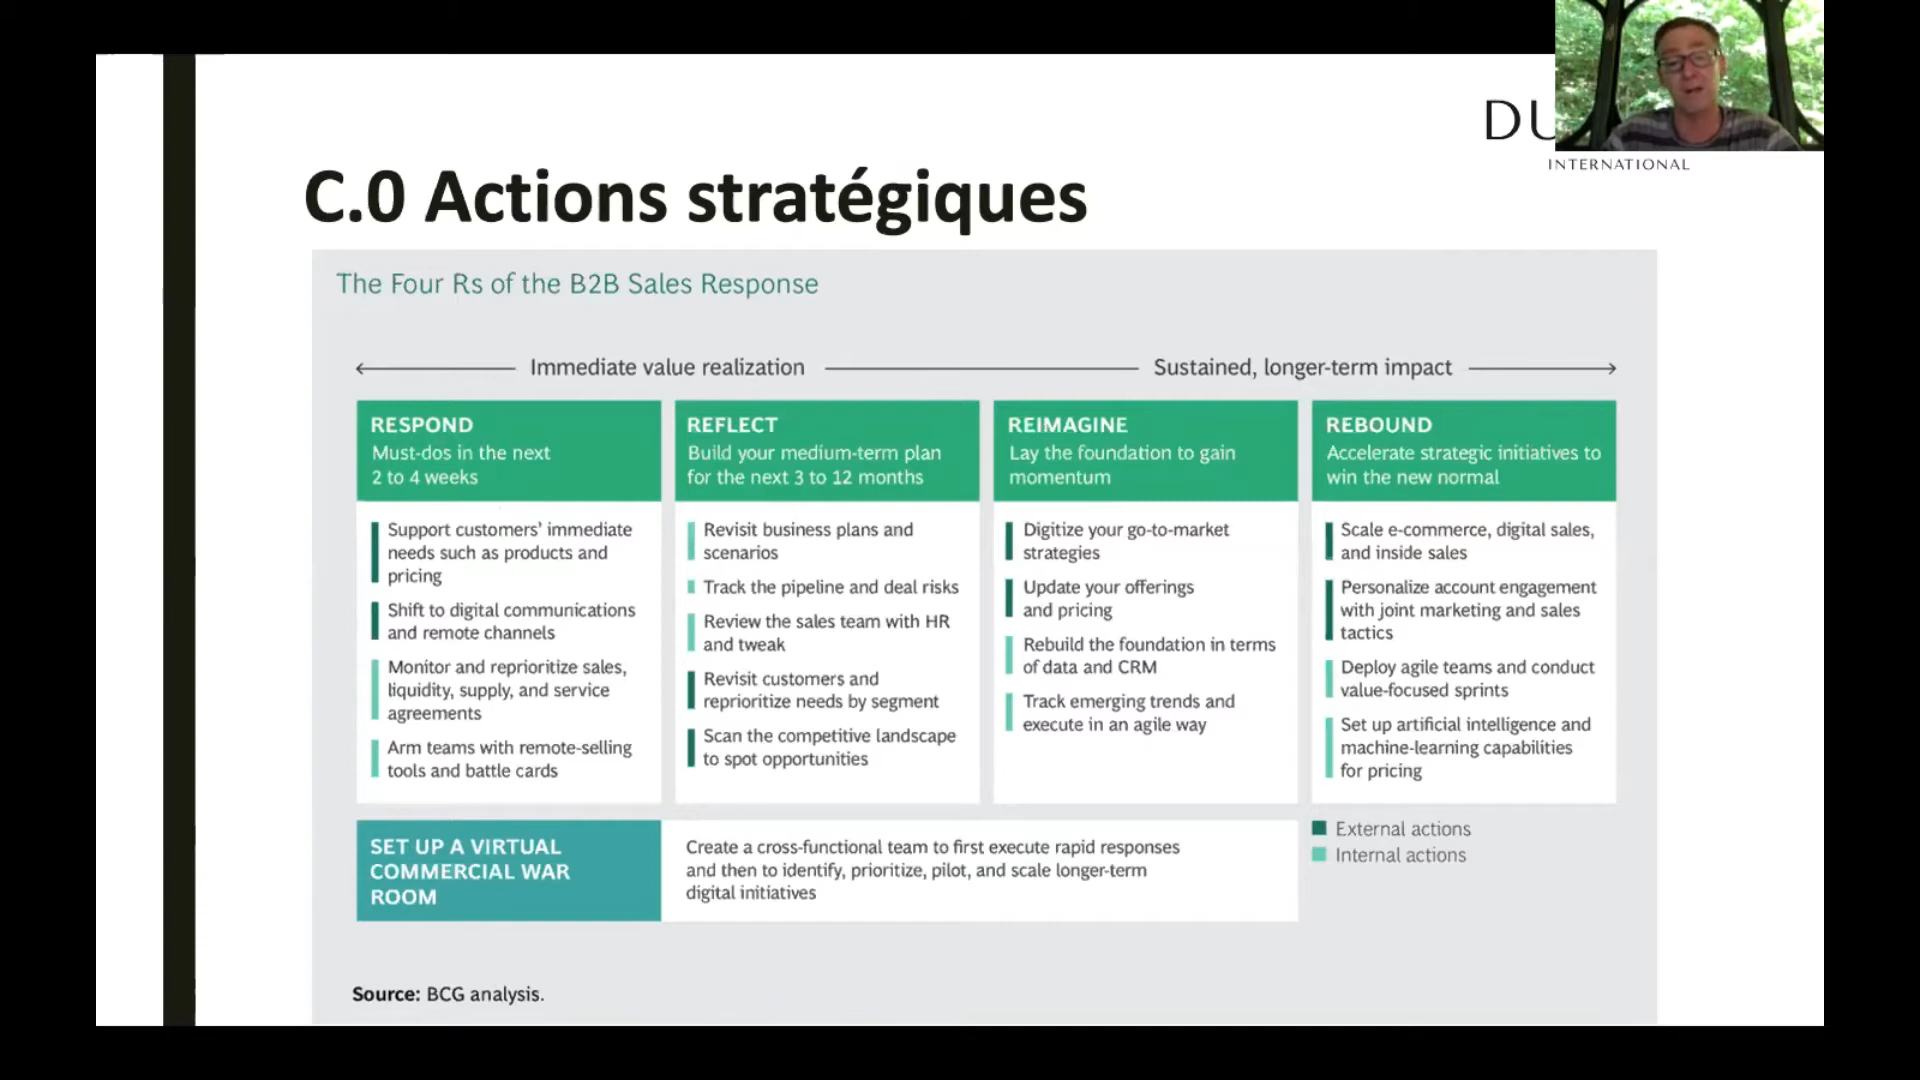 INTERNATIONAL
C.0 Actions stratégiques
The Four Rs of the B2B Sales Response
Immediate value realization
Sustained, longer-term impact
RESPOND
Must-dos in the next
2 to 4 weeks
Support customers’ immediate
needs such as products and
pricing
Shift to digital communications
and remote channels
Monitor and reprioritize sales,
liquidity, supply, and service
agreements
Arm teams with remote-selling
tools and battle cards
REFLECT
Build your medium-term plan
for the next 3 to 12 months
Revisit business plans and
scenarios
Track the pipeline and deal risks
Review the sales team with HR
and tweak
Revisit customers and
reprioritize needs by segment
Scan the competitive landscape
to spot opportunities
REIMAGINE
Lay the foundation to gain
momentum
Digitize your go-to-market
strategies
Update your offerings
and pricing
Rebuild the foundation in terms
of data and CRM
Track emerging trends and
execute in an agile way
REBOUND
Accelerate strategic initiatives to
win the new normal
Scale e-commerce, digital sales,
and inside sales
Personalize account engagement
with joint marketing and sales
tactics
Deploy agile teams and conduct
value-focused sprints
Set up artificial intelligence and
machine-learning capabilities
for pricing
SET UP A VIRTUAL
COMMERCIAL WAR
ROOM
Create a cross-functional team to first execute rapid responses
and then to identify, prioritize, pilot, and scale longer-term
digital initiatives
External actions
Internal actions
Source: BCG analysis.